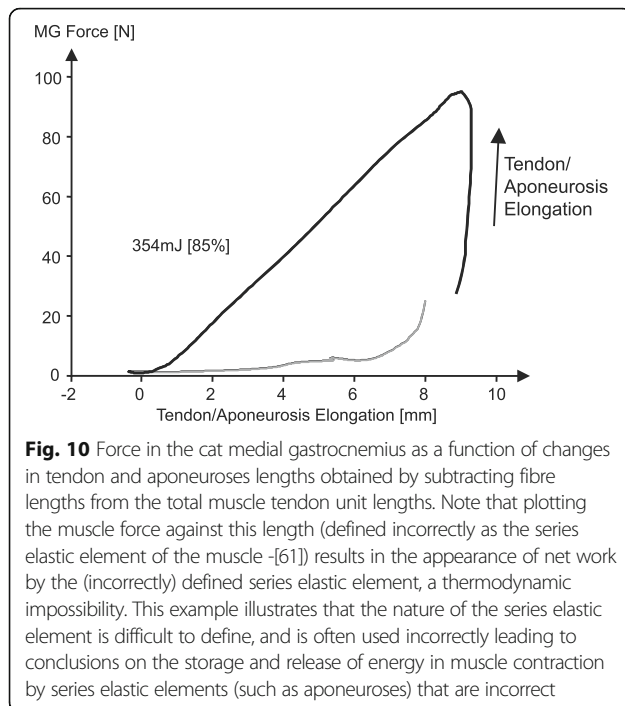 MG Force [N]
100
80
60
40
20
0
354mJ [85%]
Tendon/
Aponeurosis
Elongation
-2 0 2 4 6 8 10
Tendon/Aponeurosis Elongation [mm]
Fig. 10 Force in the cat medial gastrocnemius as a function of changes
in tendon and aponeuroses lengths obtained by subtracting fibre
lengths from the total muscle tendon unit lengths. Note that plotting
the muscle force against this length (defined incorrectly as the series
elastic element of the muscle -[61]) results in the appearance of net work
by the (incorrectly) defined series elastic element, a thermodynamic
impossibility. This example illustrates that the nature of the series elastic
element is difficult to define, and is often used incorrectly leading to
conclusions on the storage and release of energy in muscle contraction
by series elastic elements (such as aponeuroses) that are incorrect